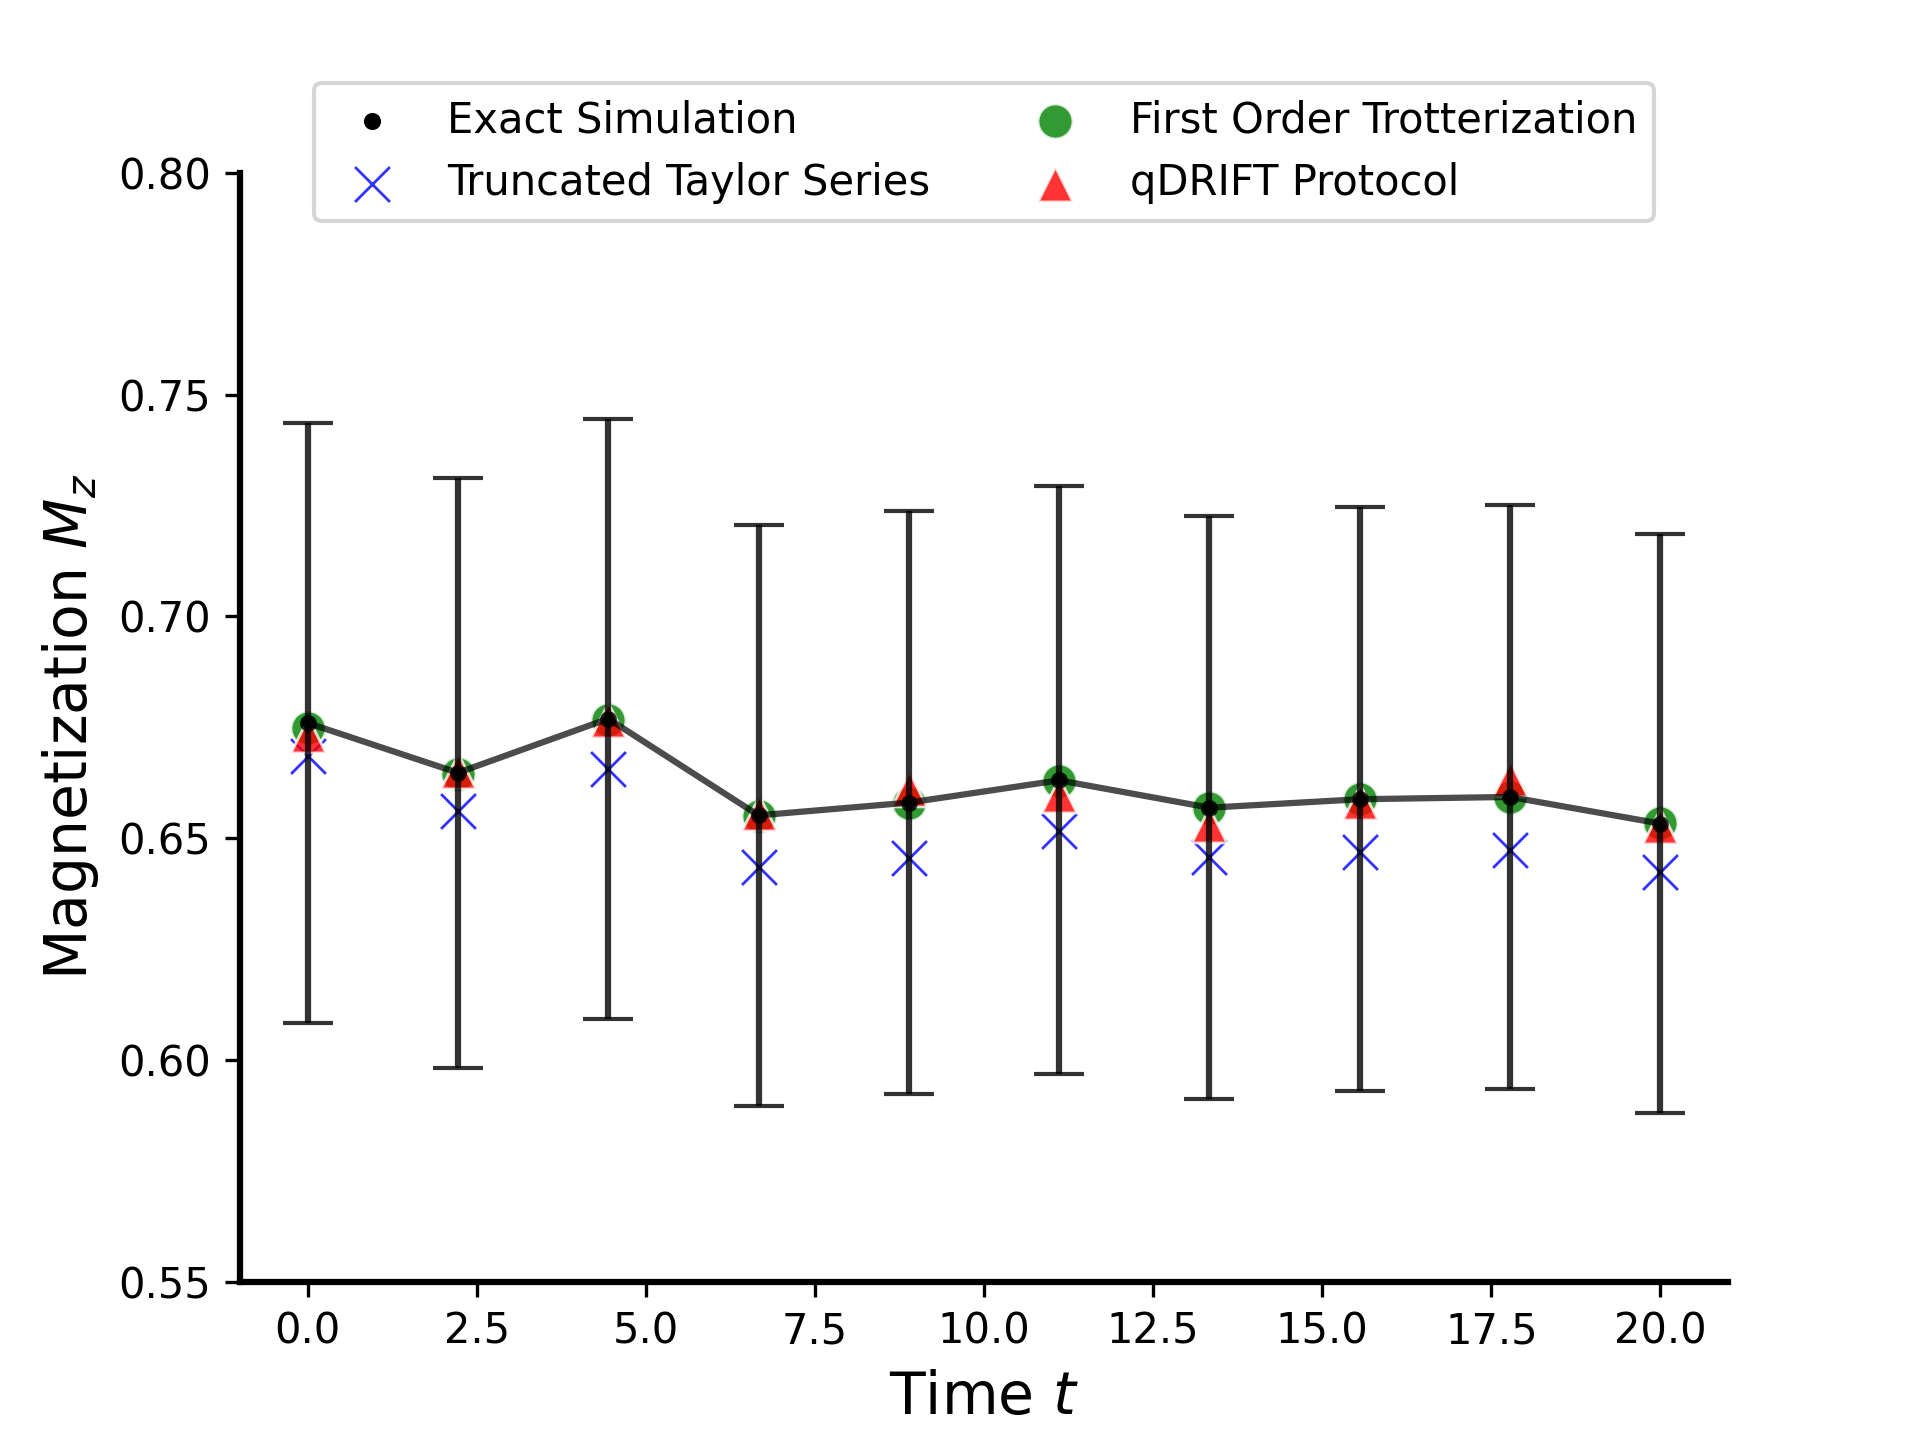 Exact Simulation
Truncated Taylor Series
First Order Trotterization
qDRIFT Protocol
0.80
0.75
0.70
0.65
0.60
0.55
Magnetization M_z
0.0 2.5 5.0 7.5 10.0 12.5 15.0 17.5 20.0
Time t